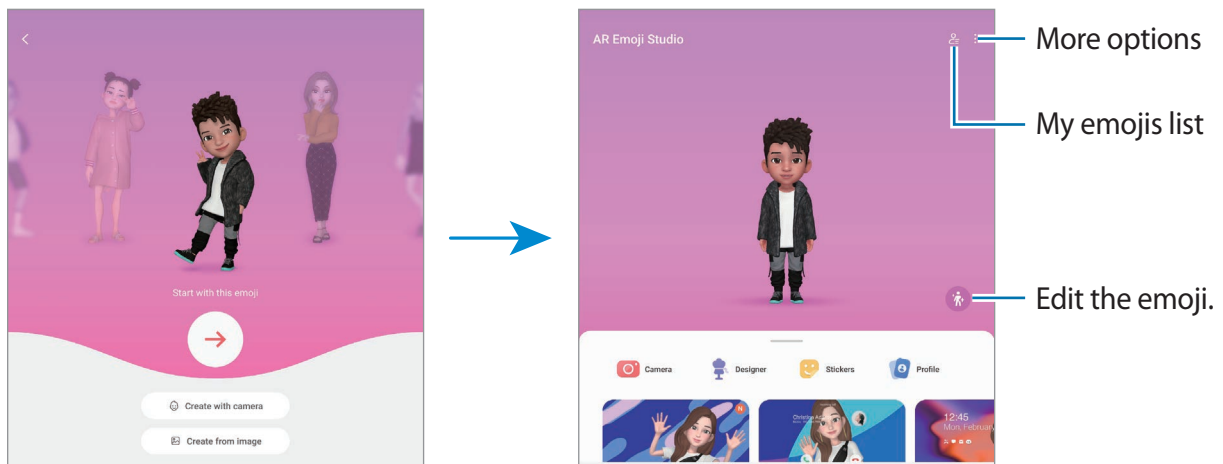 Start with this emoji
Create with camera
Create from image
AR Emoji Studio
More options
My emojis list
Edit the emoji.
Camera
Designer
Stickers
Profile
N
12:45